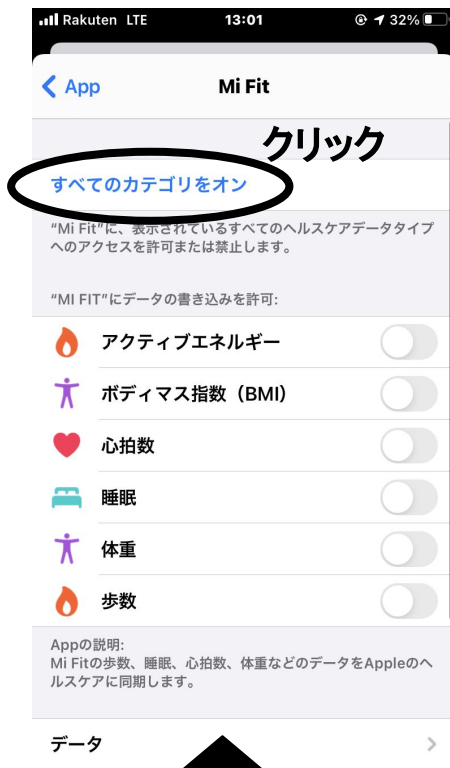 Rakuten LTE 13:01 32%
App Mi Fit
クリック
すべてのカテゴリをオン
“Mi Fit”に、表示されているすべてのヘルスケアデータタイプ
へのアクセスを許可または禁止します。
“MI FIT”にデータの書き込みを許可:
アクティブエネルギー
ボディマス指数（BMI）
心拍数
睡眠
体重
歩数
Appの説明:
Mi Fitの歩数、睡眠、心拍数、体重などのデータをAppleのヘ
ルスケアに同期します。
データ